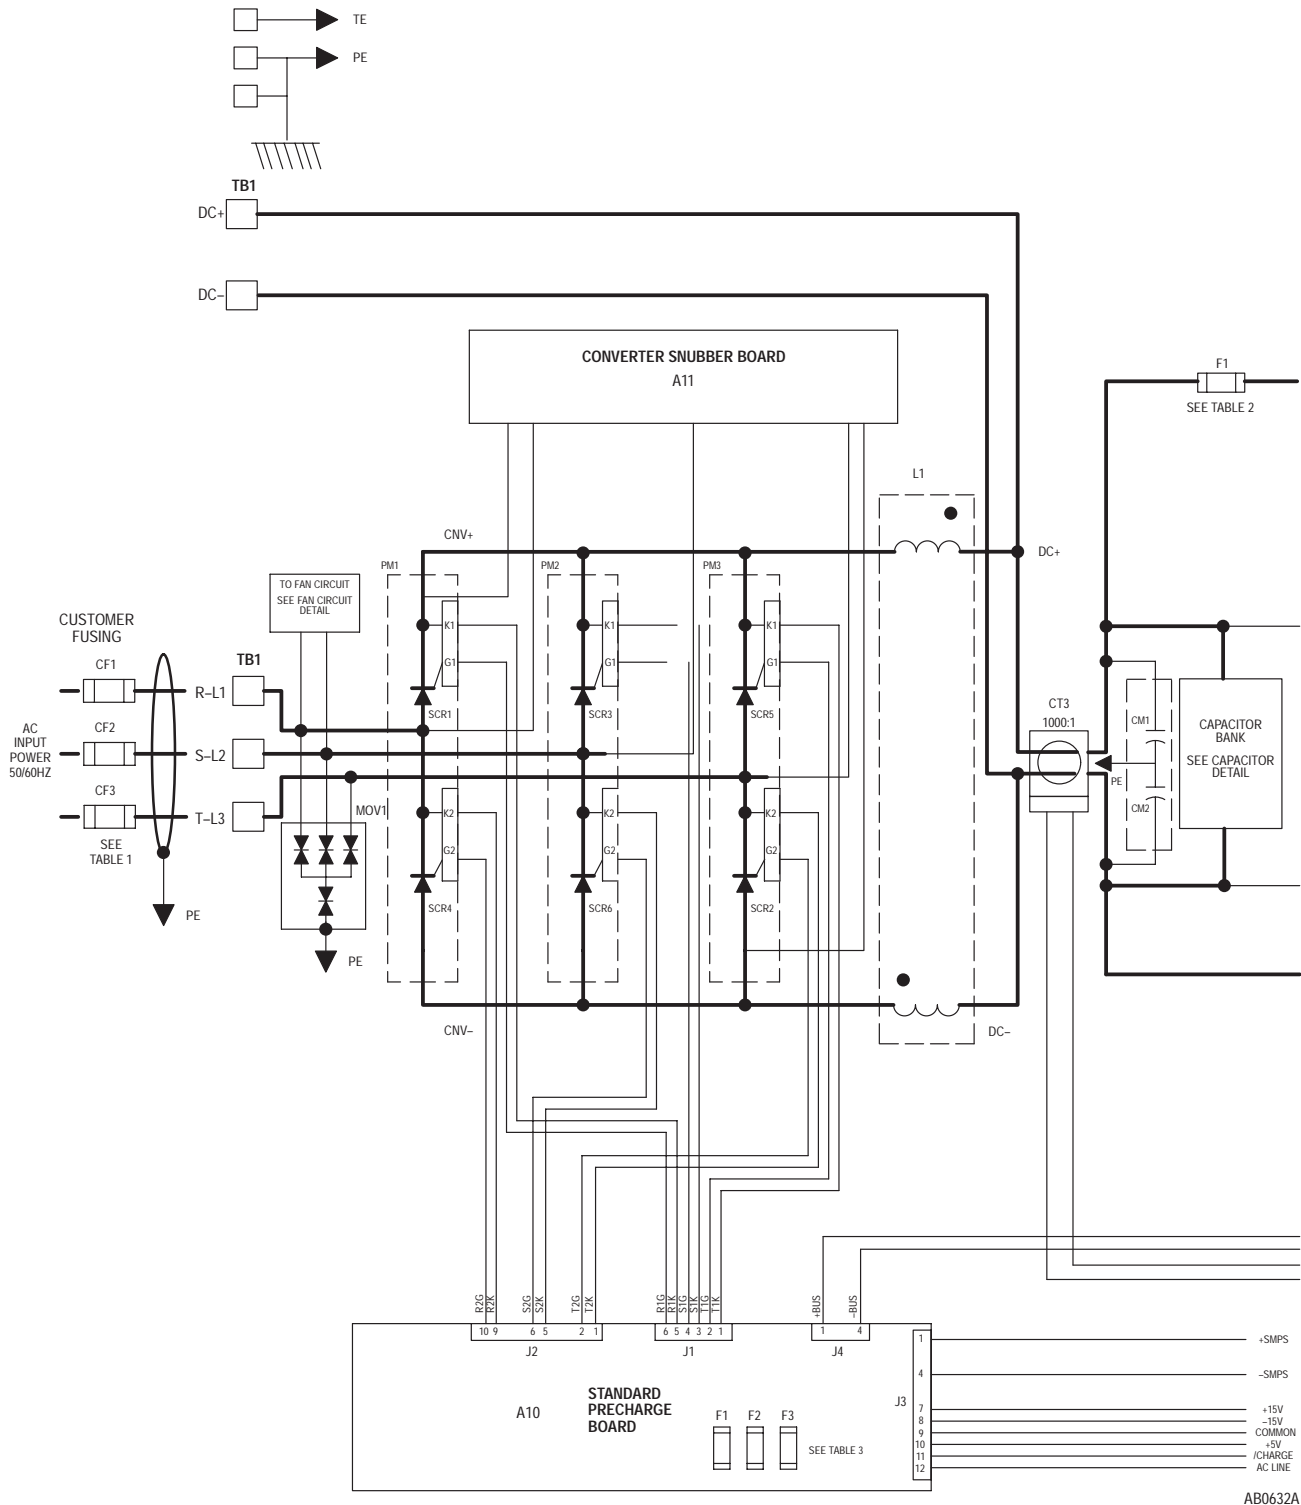 TE
PE
TB1
DC+
DC–
CONVERTER SNUBBER BOARD
A11
F1
SEE TABLE 2
L1
CNV+
DC+
PM1
PM2
PM3
TO FAN CIRCUIT
SEE FAN CIRCUIT
DETAIL
CUSTOMER
FUSING
K1
K1
K1
TB1
G1
G1
G1
CF1
R–L1
SCR1
SCR3
SCR5
CT3
1000:1
CM1
CAPACITOR
BANK
SEE CAPACITOR
DETAIL
AC
INPUT
POWER
50/60HZ
CF2
S–L2
PE
CF3
T–L3
MOV1
K2
K2
K2
CM2
SEE
TABLE 1
G2
G2
G2
SCR4
SCR6
SCR2
PE
PE
CNV–
DC–
R2G
R2K
S2G
S2K
T2G
T2K
R1G
R1K
S1G
S1K
T1G
T1K
+BUS
–BUS
10 9 6 5 2 1
6 5 4 3 2 1
1 4
J2
J1
J4
1 +SMPS
4 –SMPS
J3
7 +15V
8 –15V
9 COMMON
10 +5V
11 /CHARGE
12 AC LINE
A10
STANDARD
PRECHARGE
BOARD
F1 F2 F3
SEE TABLE 3
AB0632A